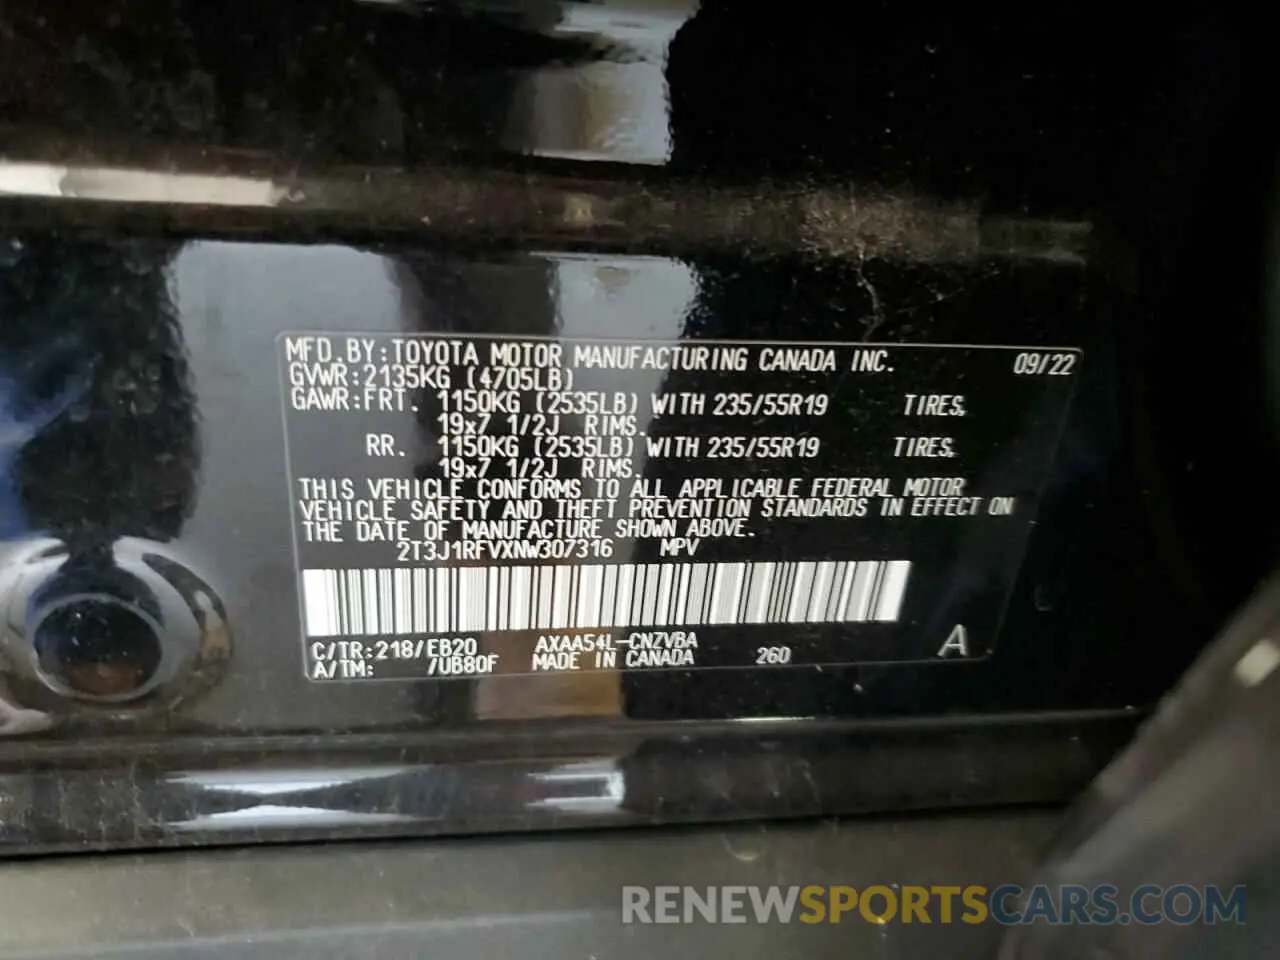 MFD.BY:TOYOTA MOTOR MANUFACTURING CANADA INC. 09/22
GVWR:2135KG (4705LB)
GAWR:FRT. 1150KG (2535LB) WITH 235/55R19 TIRES,
19x7 1/2J RIMS.
RR. 1150KG (2535LB) WITH 235/55R19 TIRES,
19x7 1/2J RIMS.
THIS VEHICLE CONFORMS TO ALL APPLICABLE FEDERAL MOTOR
VEHICLE SAFETY AND THEFT PREVENTION STANDARDS IN EFFECT ON
THE DATE OF MANUFACTURE SHOWN ABOVE.
2T3J1RFVXNW307316 MPV
C/TR:218/EB20 AXAA54L-CNZVBA
A/TM: /UB80F MADE IN CANADA 260 A
RENEWSPORTSCARS.COM